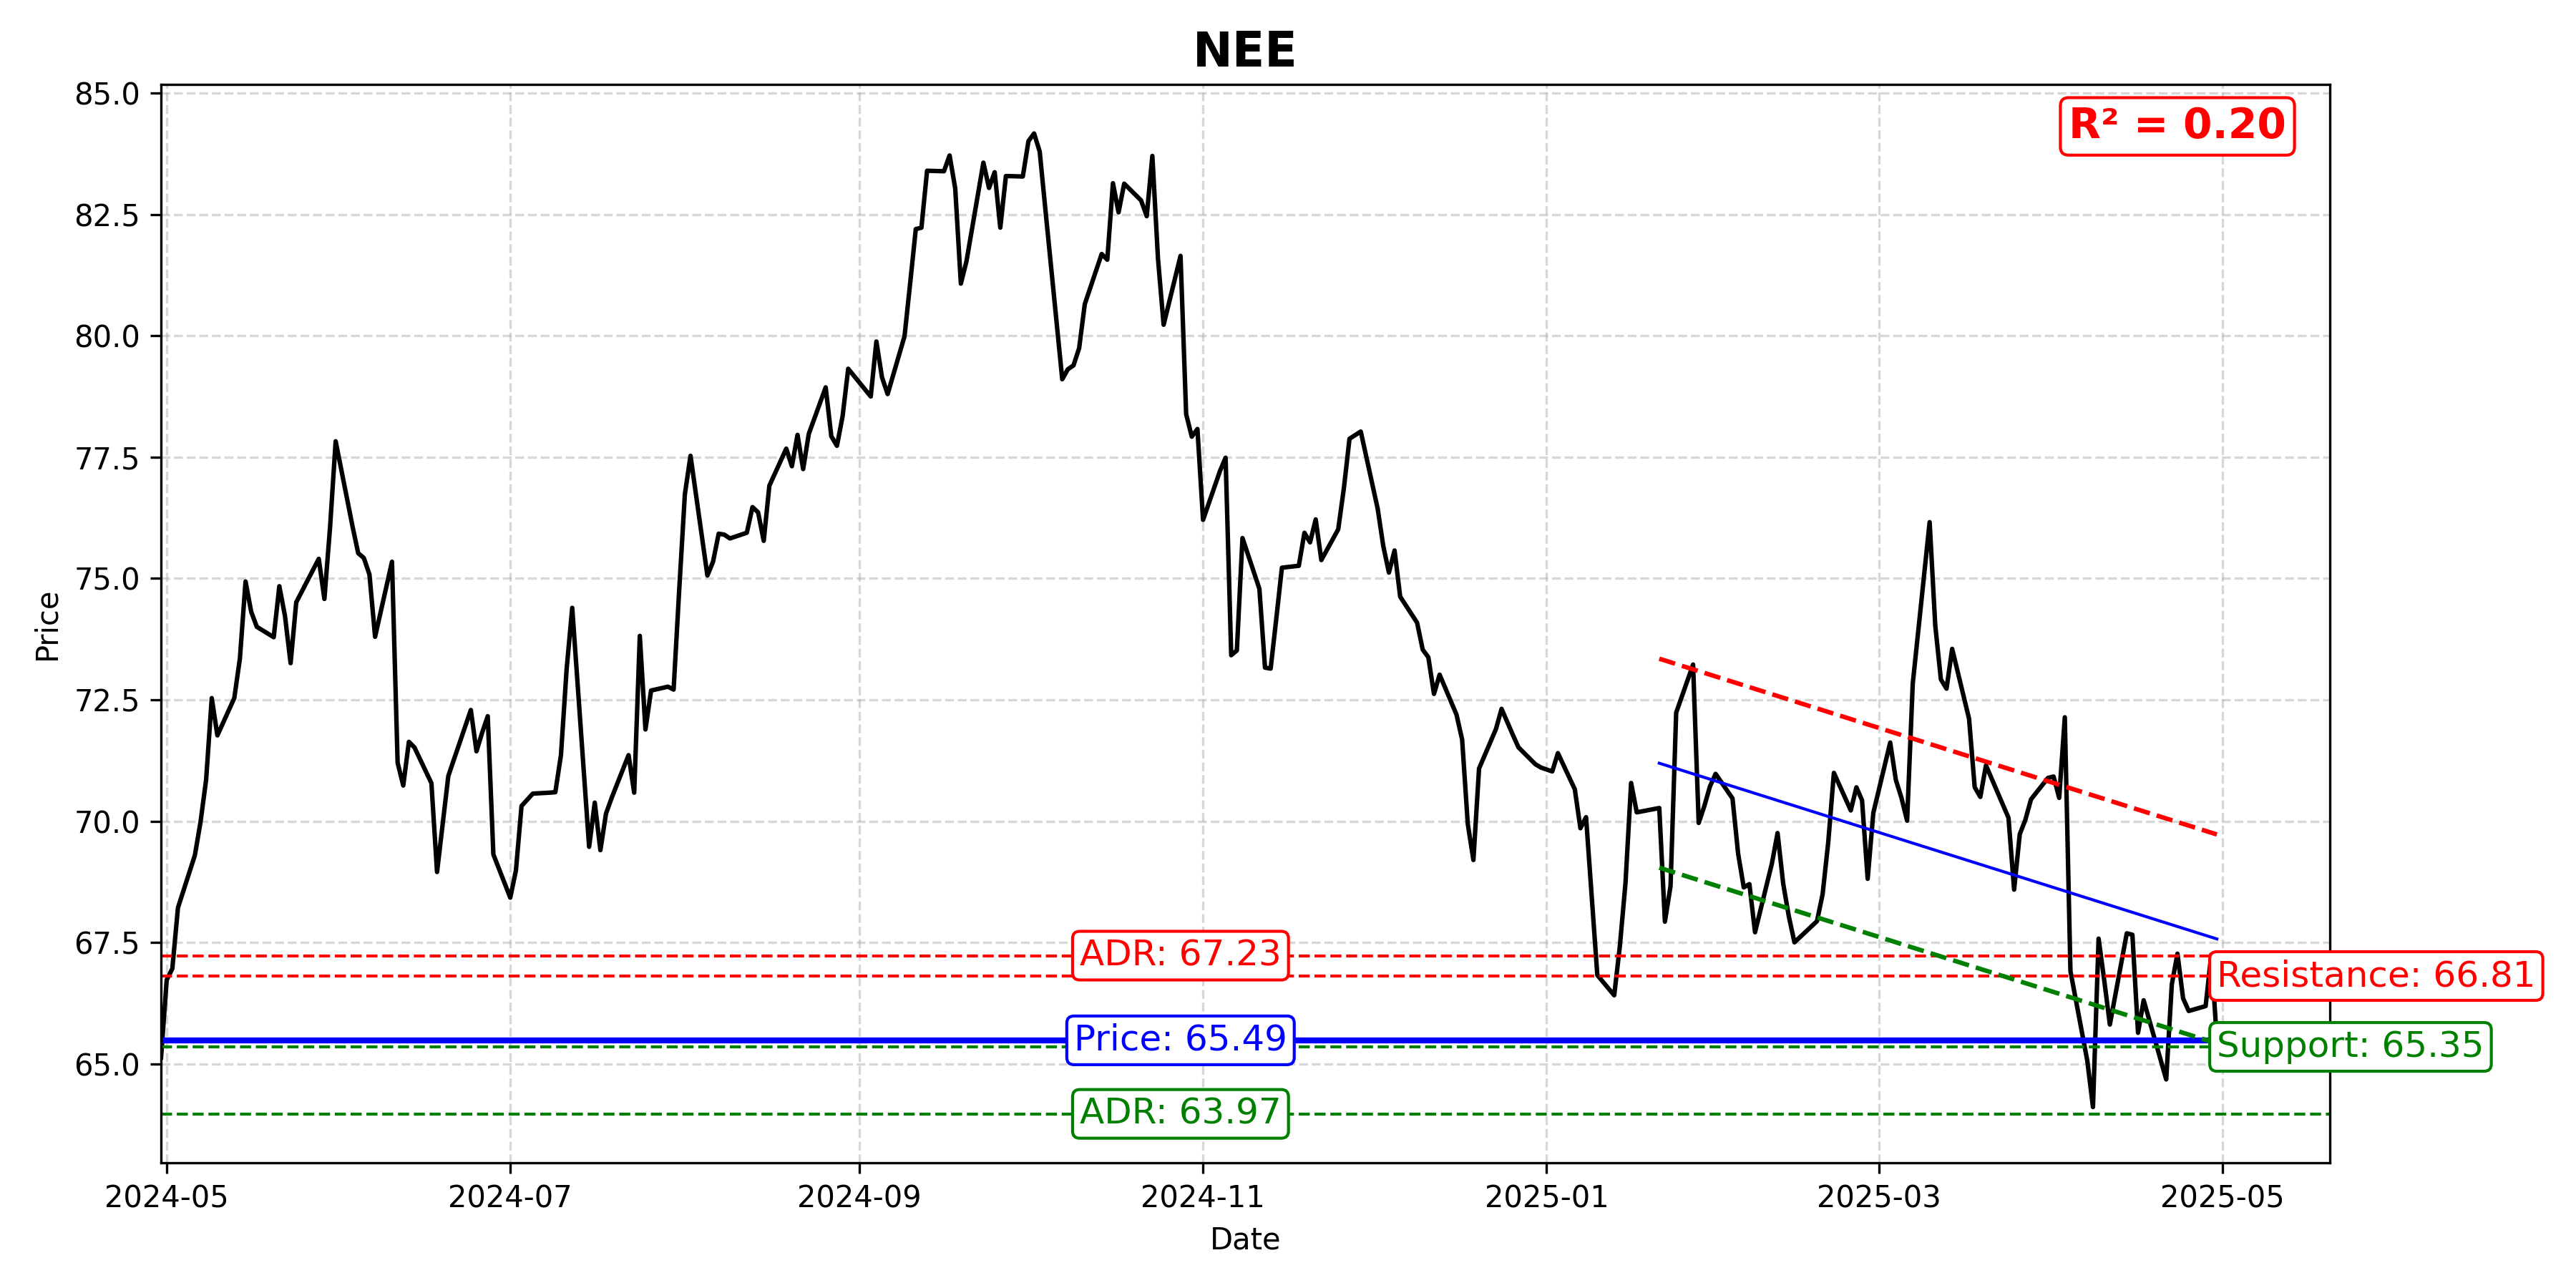 NEE
R² = 0.20
85.0
82.5
80.0
77.5
75.0
72.5
70.0
67.5
65.0
Price
ADR: 67.23
Resistance: 66.81
Price: 65.49
Support: 65.35
ADR: 63.97
2024-05
2024-07
2024-09
2024-11
2025-01
2025-03
2025-05
Date